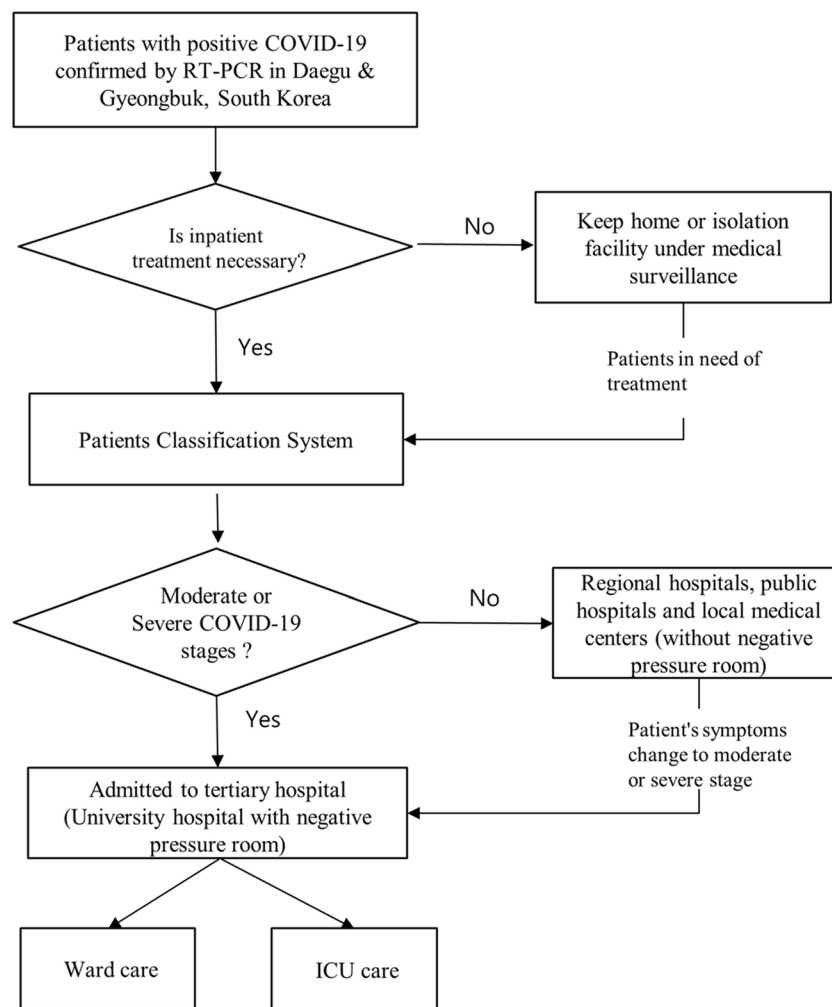 Patients with positive COVID-19
confirmed by RT-PCR in Daegu &
Gyeongbuk, South Korea
Is inpatient
treatment necessary?
No
Keep home or isolation
facility under medical
surveillance
Yes
Patients in need of
treatment
Patients Classification System
Moderate or
Severe COVID-19
stages ?
No
Regional hospitals, public
hospitals and local medical
centers (without negative
pressure room)
Yes
Patient's symptoms
change to moderate
or severe stage
Admitted to tertiary hospital
(University hospital with negative
pressure room)
Ward care
ICU care